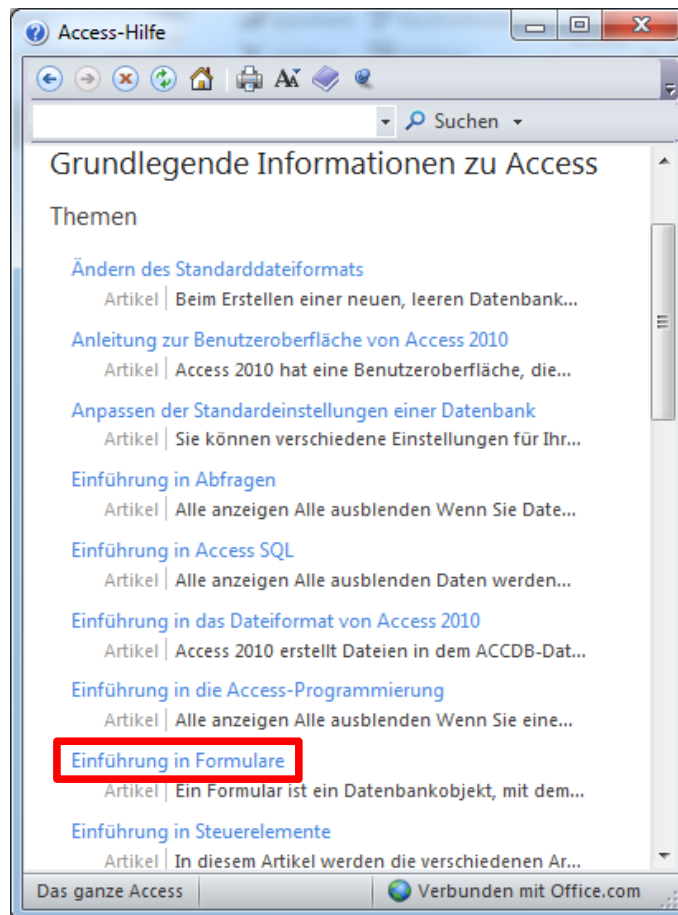 Access-Hilfe
Suchen
Grundlegende Informationen zu Access
Themen
Ändern des Standarddateiformats
Artikel Beim Erstellen einer neuen, leeren Datenbank...
Anleitung zur Benutzeroberfläche von Access 2010
Artikel Access 2010 hat eine Benutzeroberfläche, die...
Anpassen der Standardeinstellungen einer Datenbank
Artikel Sie können verschiedene Einstellungen für Ihr...
Einführung in Abfragen
Artikel Alle anzeigen Alle ausblenden Wenn Sie Date...
Einführung in Access SQL
Artikel Alle anzeigen Alle ausblenden Daten werden...
Einführung in das Dateiformat von Access 2010
Artikel Access 2010 erstellt Dateien in dem ACCDB-Dat...
Einführung in die Access-Programmierung
Artikel Alle anzeigen Alle ausblenden Wenn Sie eine...
Einführung in Formulare
Artikel Ein Formular ist ein Datenbankobjekt, mit dem...
Einführung in Steuerelemente
Artikel In diesem Artikel werden die verschiedenen Ar...
Das ganze Access Verbunden mit Office.com